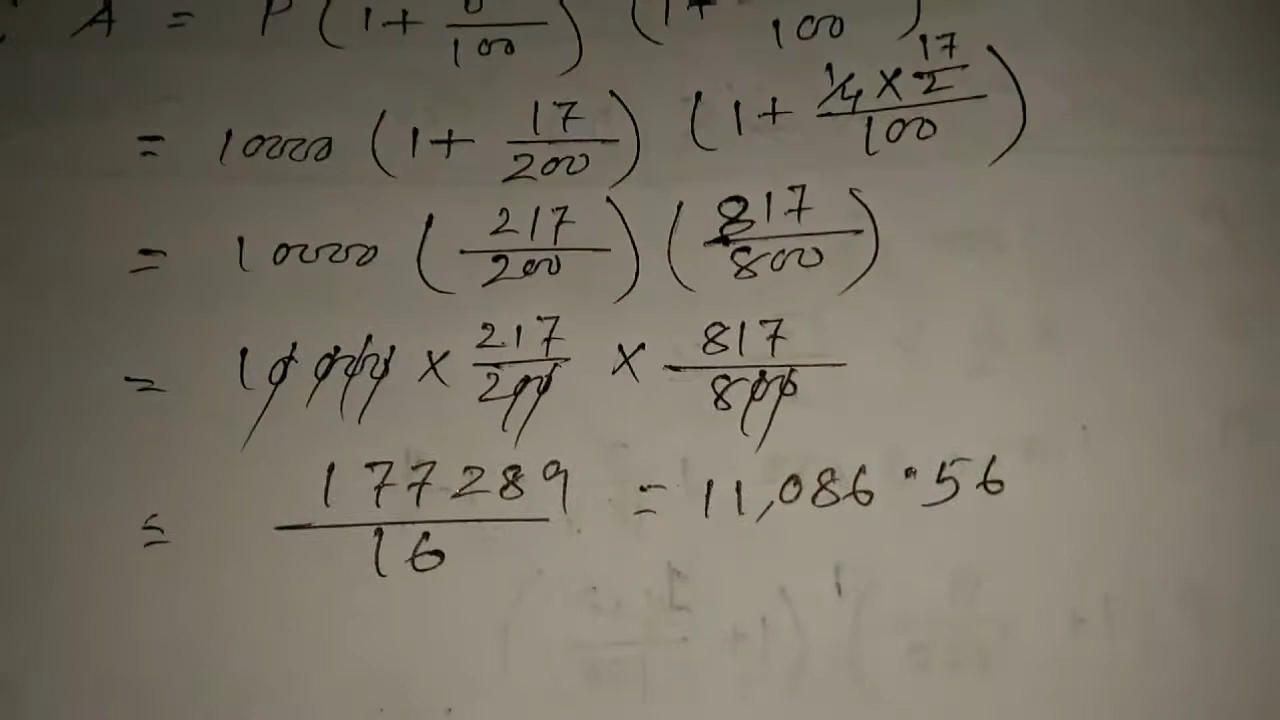 A = P(1+ /100) (1+ /100)
= 10000 (1+ 17/200) (1+ (1/4 × 17/2)/100)
= 10000 (217/200) (817/800)
= 10000 × 217/200 × 817/800
= 177289/16 = 11,086.56